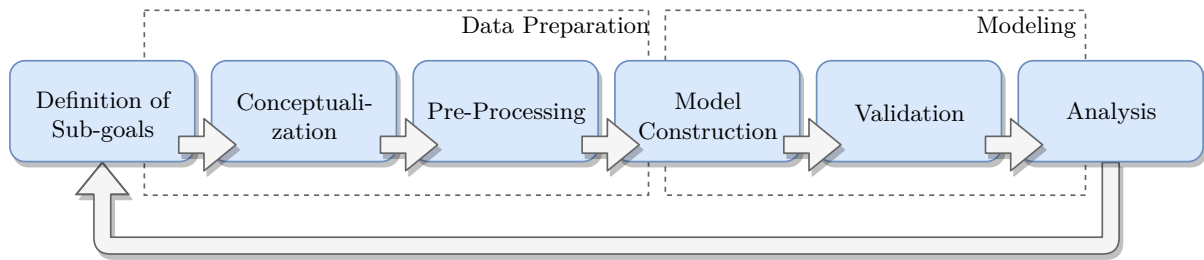 Data Preparation
Modeling
Definition of
Sub-goals
Conceptuali-
zation
Pre-Processing
Model
Construction
Validation
Analysis